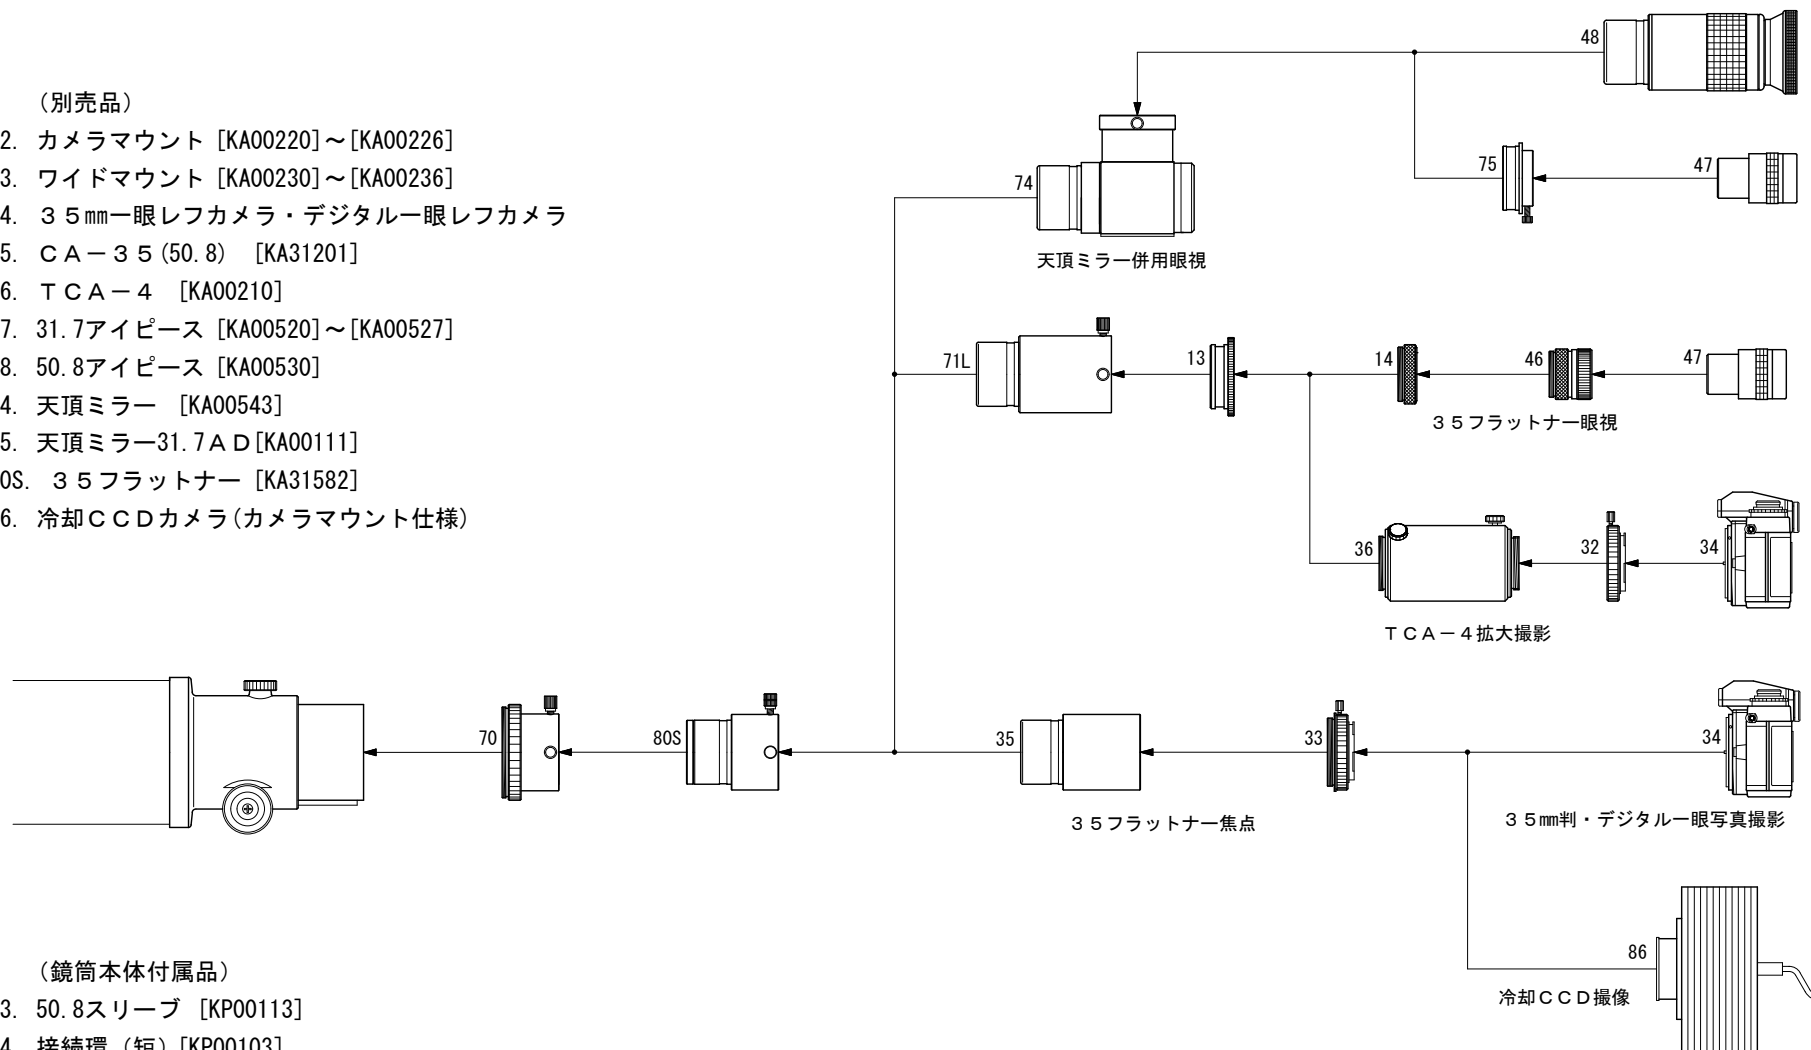 （別売品）
2. カメラマウント [KA00220]～[KA00226]
3. ワイドマウント [KA00230]～[KA00236]
4. ３５㎜一眼レフカメラ・デジタル一眼レフカメラ
5. ＣＡ－３５(50.8) [KA31201]
6. ＴＣＡ－４ [KA00210]
7. 31.7アイピース [KA00520]～[KA00527]
8. 50.8アイピース [KA00530]
4. 天頂ミラー [KA00543]
5. 天頂ミラー31.7ＡＤ[KA00111]
0S. ３５フラットナー [KA31582]
6. 冷却ＣＣＤカメラ(カメラマウント仕様)
48
75
47
74
天頂ミラー併用眼視
71L
13
14
46
47
３５フラットナー眼視
36
32
34
ＴＣＡ－４拡大撮影
70
80S
35
33
34
３５フラットナー焦点
３５㎜判・デジタル一眼写真撮影
86
冷却ＣＣＤ撮像
（鏡筒本体付属品）
3. 50.8スリーブ [KP00113]
4. 接続環（短）[KP00103]